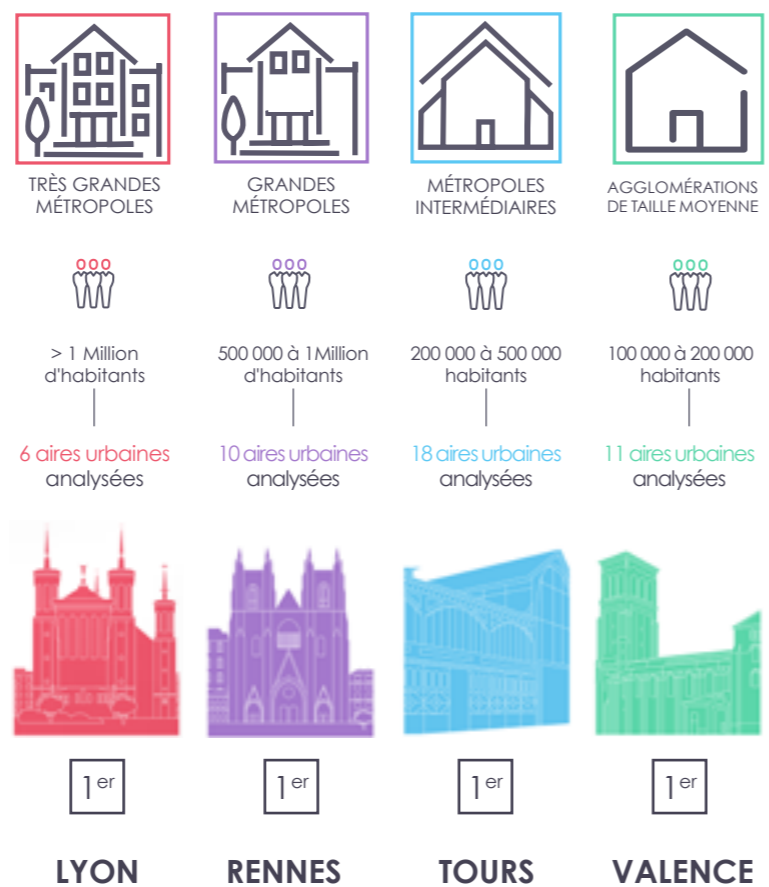 TRÈS GRANDES
MÉTROPOLES
GRANDES
MÉTROPOLES
MÉTROPOLES
INTERMÉDIAIRES
AGGLOMÉRATIONS
DE TAILLE MOYENNE
> 1 Million
d'habitants
500 000 à 1 Million
d'habitants
200 000 à 500 000
habitants
100 000 à 200 000
habitants
6 aires urbaines
analysées
10 aires urbaines
analysées
18 aires urbaines
analysées
11 aires urbaines
analysées
1er
1er
1er
1er
LYON
RENNES
TOURS
VALENCE